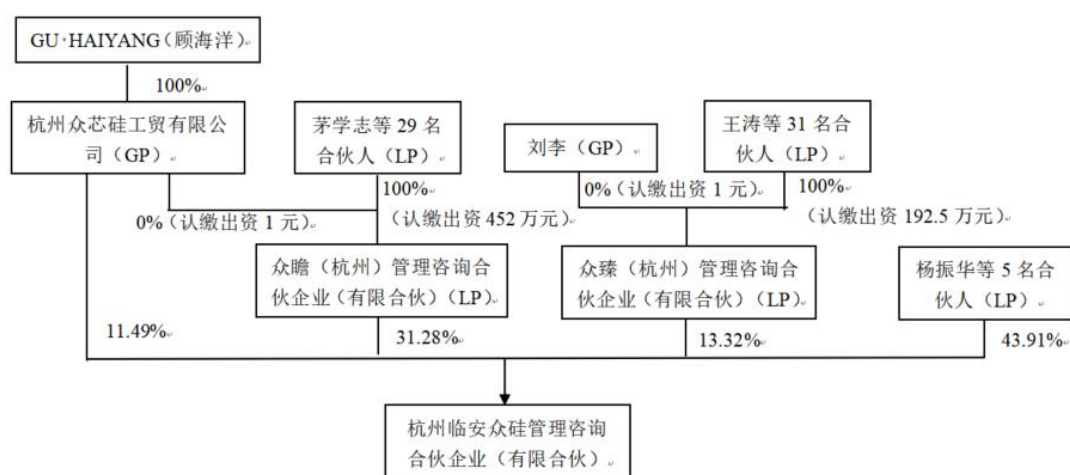 GU·HAIYANG（顾海洋）
100%
杭州众芯硅工贸有限公
司（GP）
茅学志等 29 名
合伙人（LP）
刘李（GP）
王涛等 31 名合
伙人（LP）
0%（认缴出资 1 元）
100%
（认缴出资 452 万元）
0%（认缴出资 1 元）
100%
（认缴出资 192.5 万元）
众瞻（杭州）管理咨询合
伙企业（有限合伙）（LP）
众臻（杭州）管理咨询合
伙企业（有限合伙）（LP）
杨振华等 5 名合
伙人（LP）
11.49%
31.28%
13.32%
43.91%
杭州临安众硅管理咨询
合伙企业（有限合伙）